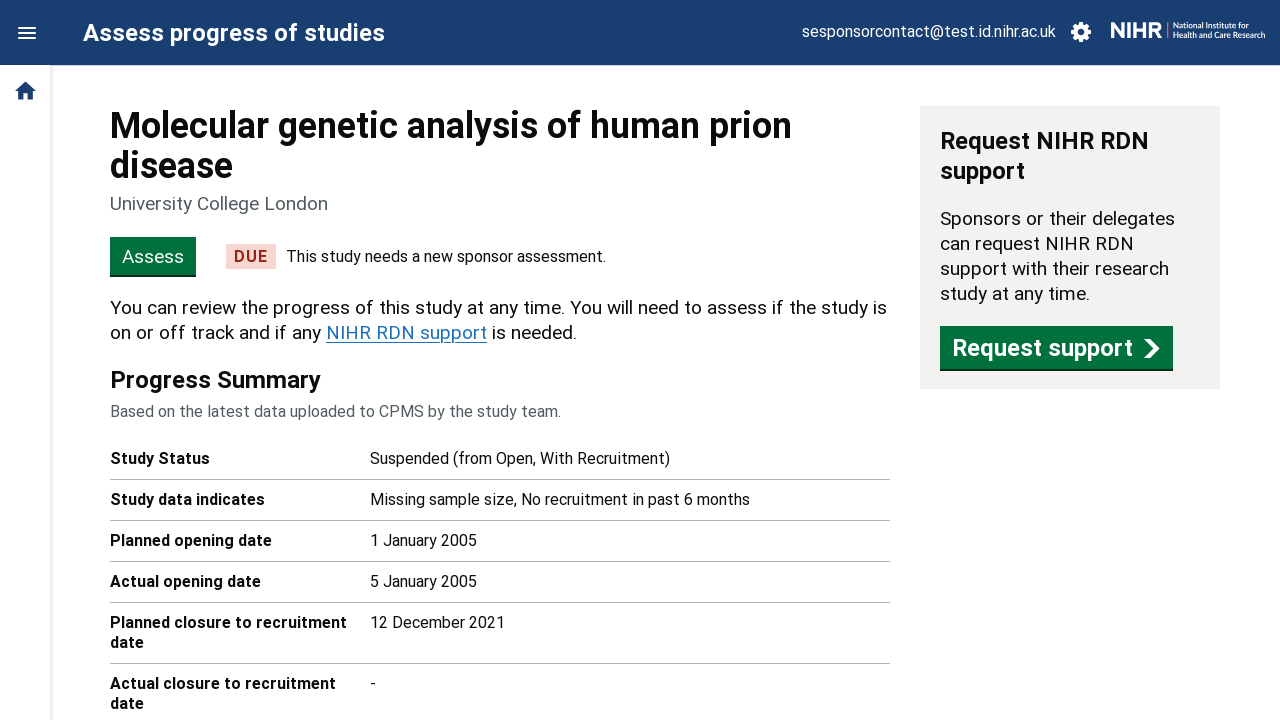 Assess progress of studies
sesponsorcontact@test.id.nihr.ac.uk
NIHR
National Institute for
Health and Care Research
Molecular genetic analysis of human prion
disease
University College London
Assess
DUE
This study needs a new sponsor assessment.
You can review the progress of this study at any time. You will need to assess if the study is
on or off track and if any NIHR RDN support is needed.
Progress Summary
Based on the latest data uploaded to CPMS by the study team.
Study Status
Suspended (from Open, With Recruitment)
Study data indicates
Missing sample size, No recruitment in past 6 months
Planned opening date
1 January 2005
Actual opening date
5 January 2005
Planned closure to recruitment
date
12 December 2021
Actual closure to recruitment
date
-
Request NIHR RDN
support
Sponsors or their delegates
can request NIHR RDN
support with their research
study at any time.
Request support